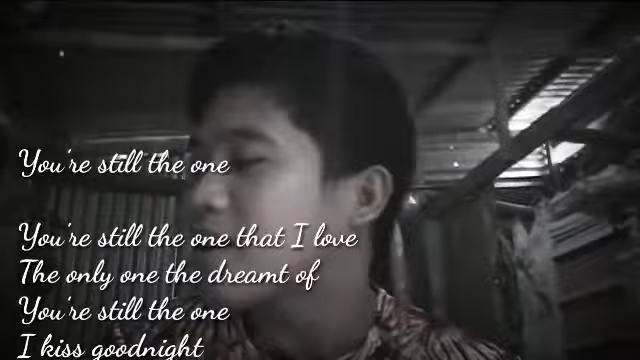 You're still the one
You're still the one that I love
The only one the dreamt of
You're still the one
I kiss goodnight